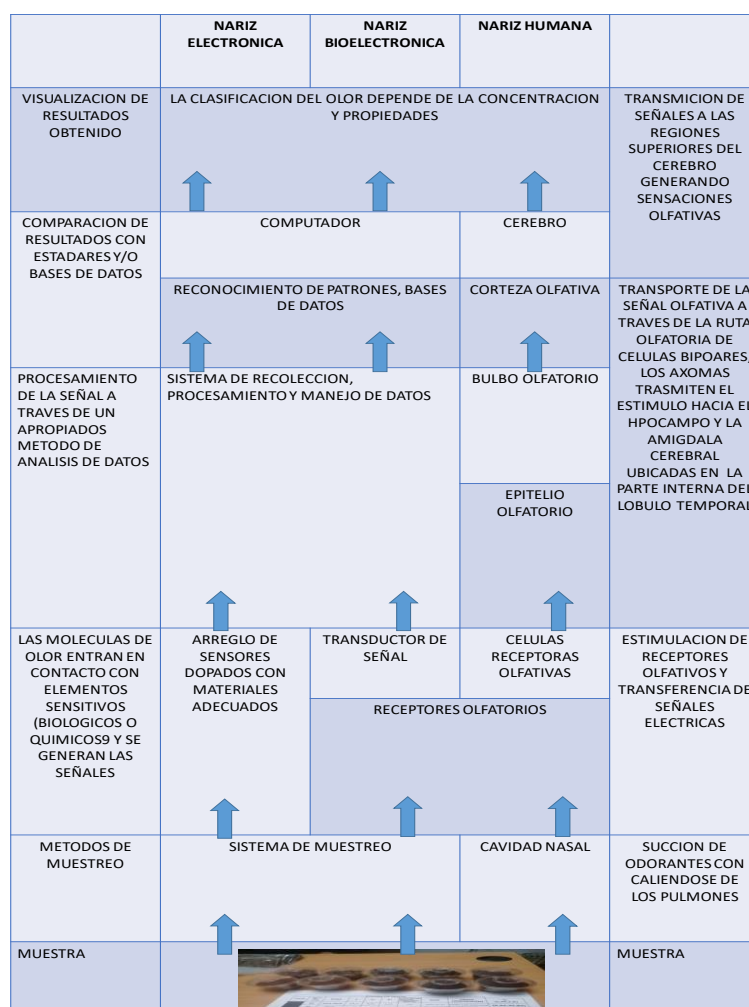 NARIZ
ELECTRONICA
NARIZ
BIOELECTRONICA
NARIZ HUMANA
VISUALIZACION DE
RESULTADOS
OBTENIDO
LA CLASIFICACION DEL OLOR DEPENDE DE LA CONCENTRACION
Y PROPIEDADES
TRANSMICION DE
SEÑALES A LAS
REGIONES
SUPERIORES DEL
CEREBRO
GENERANDO
SENSACIONES
OLFATIVAS
COMPARACION DE
RESULTADOS CON
ESTADARES Y/O
BASES DE DATOS
COMPUTADOR
CEREBRO
RECONOCIMIENTO DE PATRONES, BASES
DE DATOS
CORTEZA OLFATIVA
TRANSPORTE DE LA
SEÑAL OLFATIVA A
TRAVES DE LA RUTA
OLFATORIA DE
CELULAS BIPOARES,
LOS AXOMAS
TRASMITEN EL
ESTIMULO HACIA EL
HPOCAMPO Y LA
AMIGDALA
CEREBRAL
UBICADAS EN LA
PARTE INTERNA DEL
LOBULO TEMPORAL
PROCESAMIENTO
DE LA SEÑAL A
TRAVES DE UN
APROPIADOS
METODO DE
ANALISIS DE DATOS
SISTEMA DE RECOLECCION,
PROCESAMIENTO Y MANEJO DE DATOS
BULBO OLFATORIO
EPITELIO
OLFATORIO
LAS MOLECULAS DE
OLOR ENTRAN EN
CONTACTO CON
ELEMENTOS
SENSITIVOS
(BIOLOGICOS O
QUIMICOS9 Y SE
GENERAN LAS
SEÑALES
ARREGLO DE
SENSORES
DOPADOS CON
MATERIALES
ADECUADOS
TRANSDUCTOR DE
SEÑAL
CELULAS
RECEPTORAS
OLFATIVAS
RECEPTORES OLFATORIOS
ESTIMULACION DE
RECEPTORES
OLFATIVOS Y
TRANSFERENCIA DE
SEÑALES
ELECTRICAS
METODOS DE
MUESTREO
SISTEMA DE MUESTREO
CAVIDAD NASAL
SUCCION DE
ODORANTES CON
CALIENDOSE DE
LOS PULMONES
MUESTRA
MUESTRA